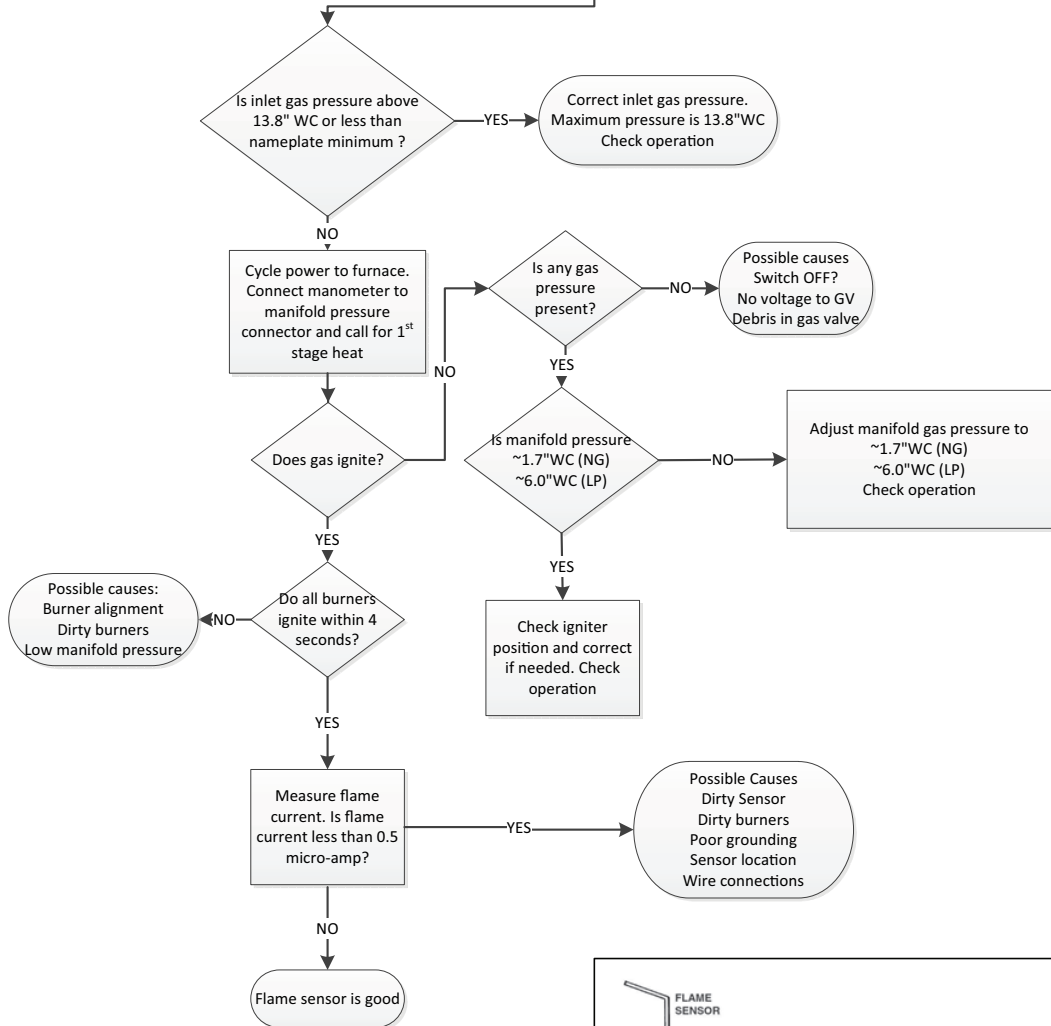 Is inlet gas pressure above
13.8" WC or less than
nameplate minimum ?
YES
Correct inlet gas pressure.
Maximum pressure is 13.8"WC
Check operation
NO
Cycle power to furnace.
Connect manometer to
manifold pressure
connector and call for 1st
stage heat
NO
Is any gas
pressure
present?
NO
Possible causes
Switch OFF?
No voltage to GV
Debris in gas valve
YES
Does gas ignite?
Is manifold pressure
~1.7"WC (NG)
~6.0"WC (LP)
NO
Adjust manifold gas pressure to
~1.7"WC (NG)
~6.0"WC (LP)
Check operation
YES
YES
Do all burners
ignite within 4
seconds?
NO
Possible causes:
Burner alignment
Dirty burners
Low manifold pressure
Check igniter
position and correct
if needed. Check
operation
YES
Measure flame
current. Is flame
current less than 0.5
micro-amp?
YES
Possible Causes
Dirty Sensor
Dirty burners
Poor grounding
Sensor location
Wire connections
NO
Flame sensor is good
FLAME
SENSOR